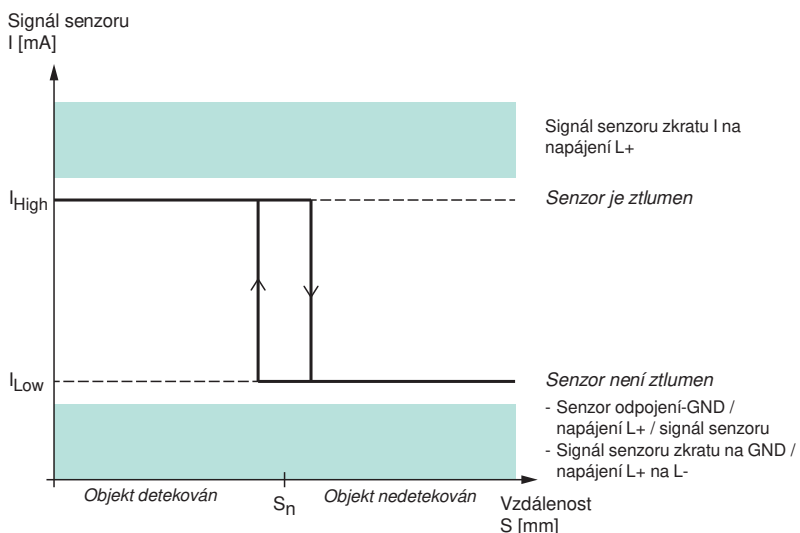 Signál senzoru
I [mA]
Signál senzoru zkratu I na
napájení L+
IHigh
Senzor je ztlumen
ILow
Senzor není ztlumen
- Senzor odpojení-GND /
napájení L+ / signál senzoru
- Signál senzoru zkratu na GND /
napájení L+ na L-
Objekt detekován
Sn
Objekt nedetekován
Vzdálenost
S [mm]